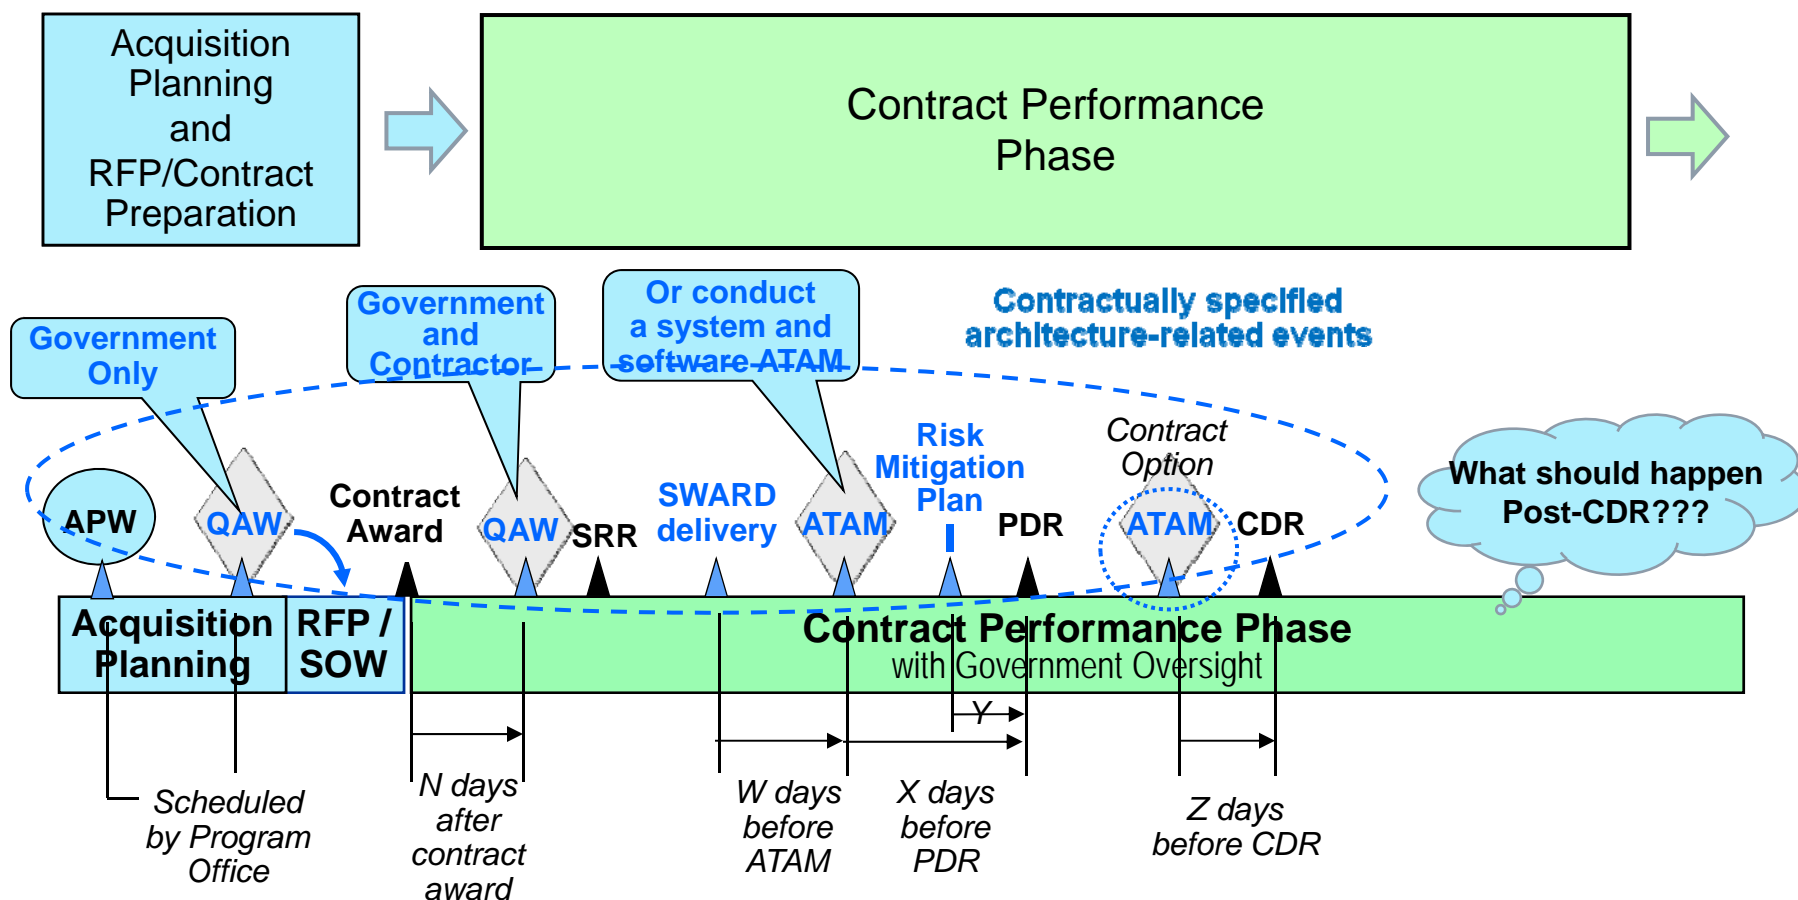 Acquisition
Planning
and
RFP/Contract
Preparation
Contract Performance
Phase
Government
Only
Government
and
Contractor
Or conduct
a system and
software ATAM
Contractually specified
architecture-related events
APW
QAW
Contract
Award
QAW
SRR
SWARD
delivery
ATAM
Risk
Mitigation
Plan
PDR
Contract
Option
ATAM
CDR
What should happen
Post-CDR???
Acquisition
Planning
RFP /
SOW
Contract Performance Phase
with Government Oversight
Y
Scheduled
by Program
Office
N days
after
contract
award
W days
before
ATAM
X days
before
PDR
Z days
before CDR